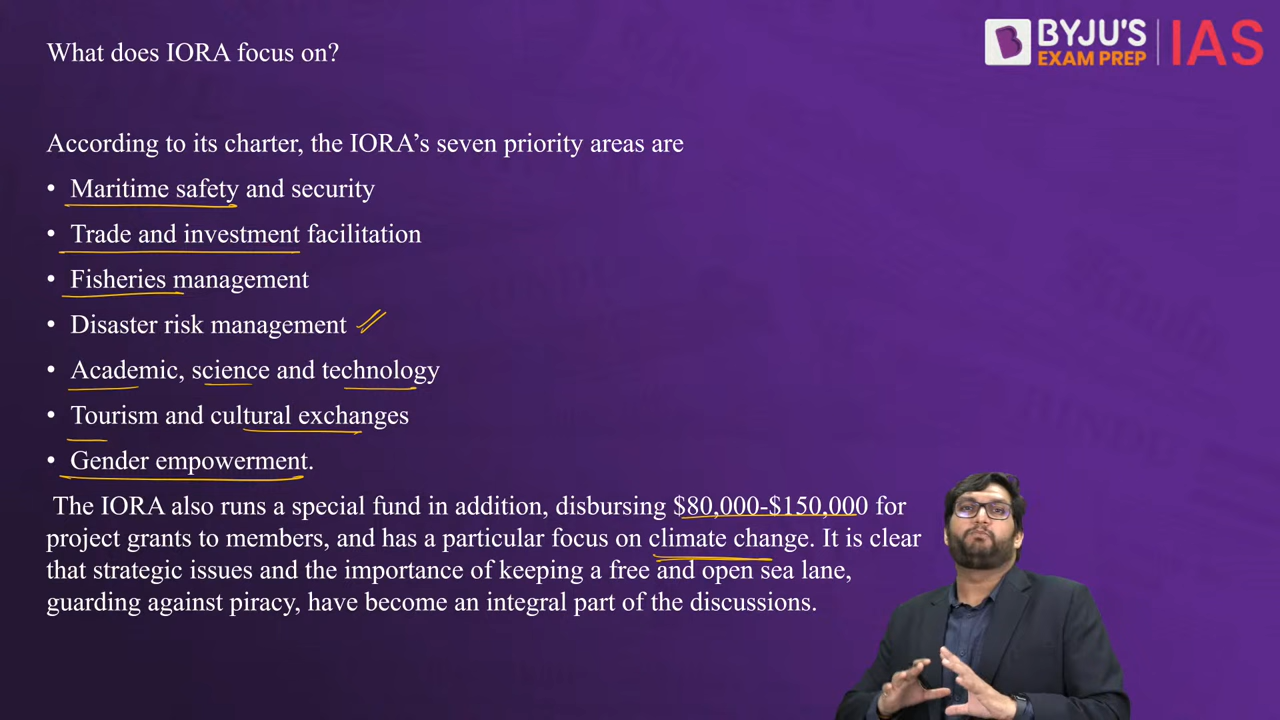 What does IORA focus on?
BYJU'S
EXAM PREP
IAS
According to its charter, the IORA’s seven priority areas are
• Maritime safety and security
• Trade and investment facilitation
• Fisheries management
• Disaster risk management
• Academic, science and technology
• Tourism and cultural exchanges
• Gender empowerment.
The IORA also runs a special fund in addition, disbursing $80,000-$150,000 for
project grants to members, and has a particular focus on climate change. It is clear
that strategic issues and the importance of keeping a free and open sea lane,
guarding against piracy, have become an integral part of the discussions.